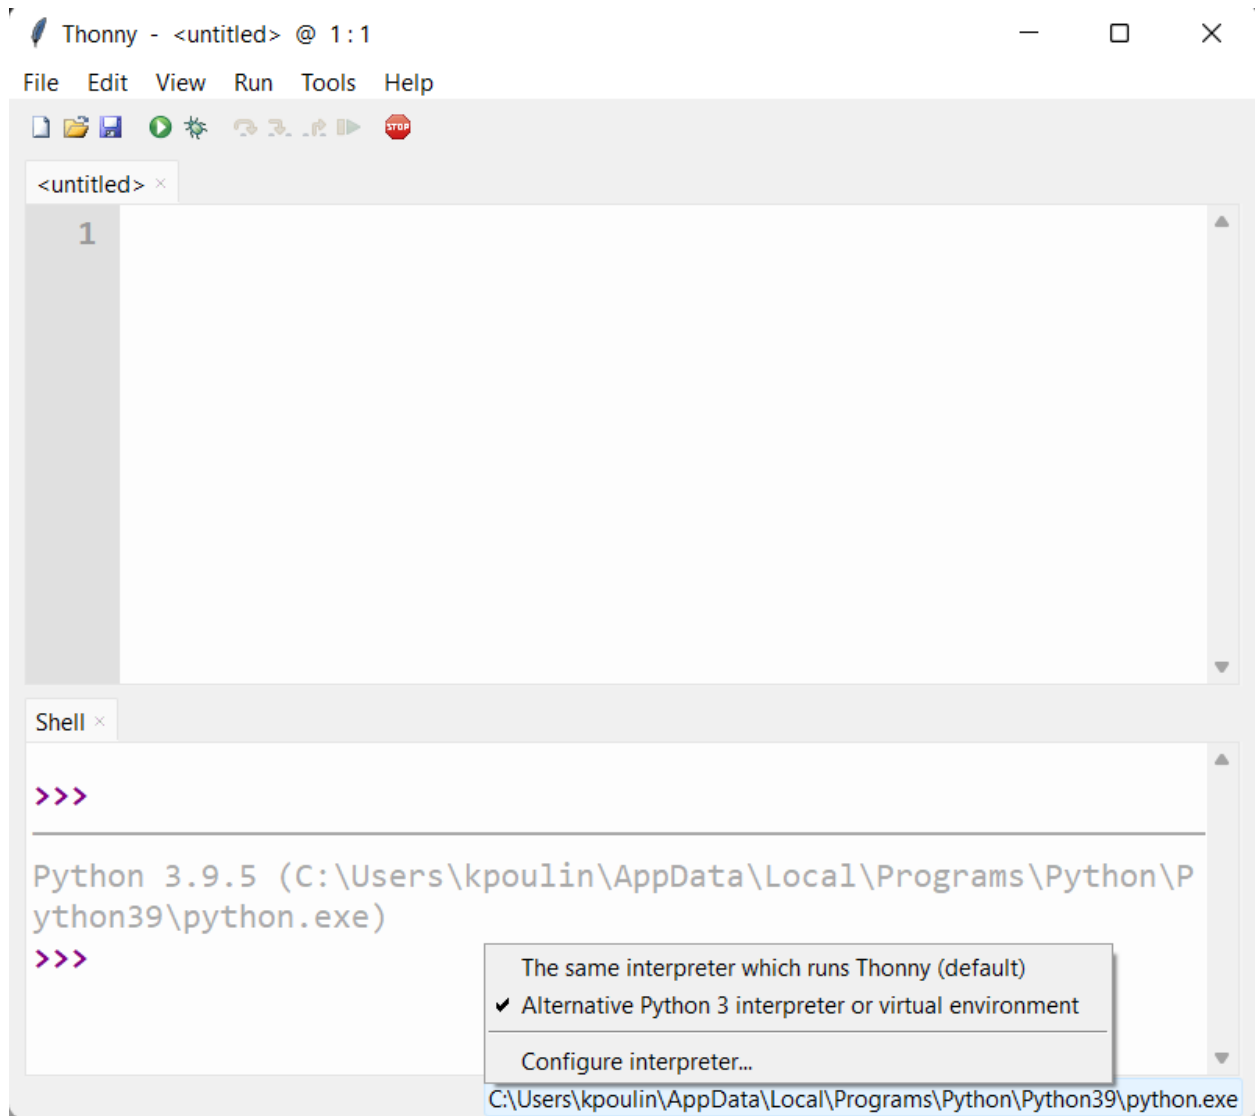 Thonny - <untitled> @ 1:1
File Edit View Run Tools Help
STOP
<untitled> ×
1
Shell ×
>>>
Python 3.9.5 (C:\Users\kpoulin\AppData\Local\Programs\Python\P
ython39\python.exe)
>>>
The same interpreter which runs Thonny (default)
✔ Alternative Python 3 interpreter or virtual environment
Configure interpreter...
C:\Users\kpoulin\AppData\Local\Programs\Python\Python39\python.exe